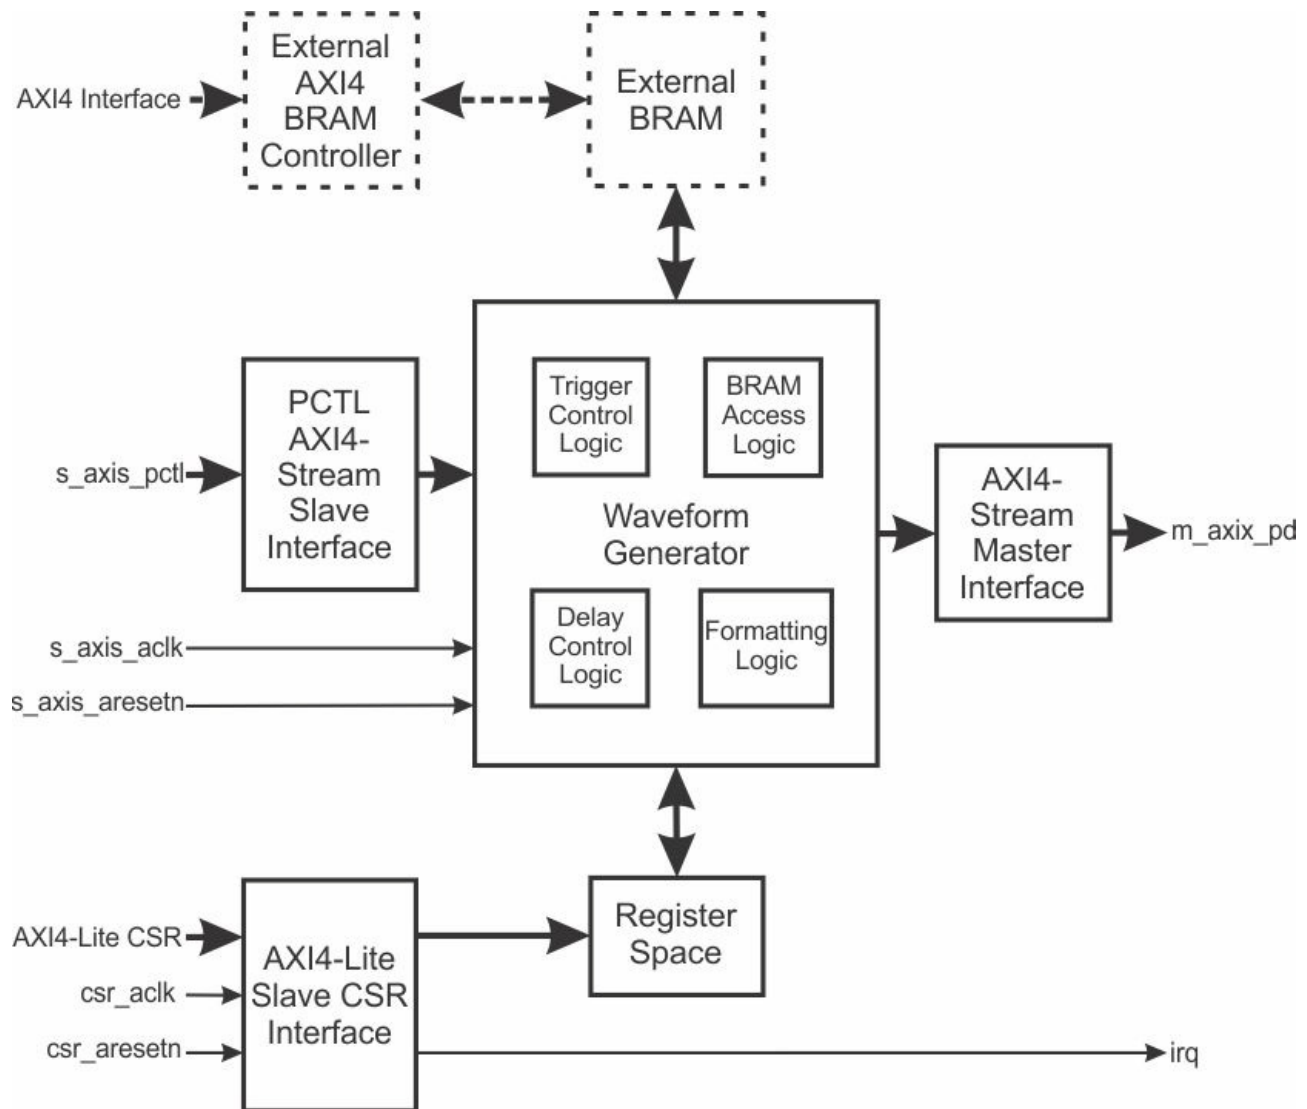 External
AXI4
BRAM
Controller
External
BRAM
AXI4 Interface
PCTL
AXI4-
Stream
Slave
Interface
s_axis_pctl
s_axis_aclk
s_axis_aresetn
Trigger
Control
Logic
BRAM
Access
Logic
Waveform
Generator
Delay
Control
Logic
Formatting
Logic
AXI4-
Stream
Master
Interface
m_axix_pd
AXI4-Lite CSR
csr_aclk
csr_aresetn
AXI4-Lite
Slave CSR
Interface
Register
Space
irq